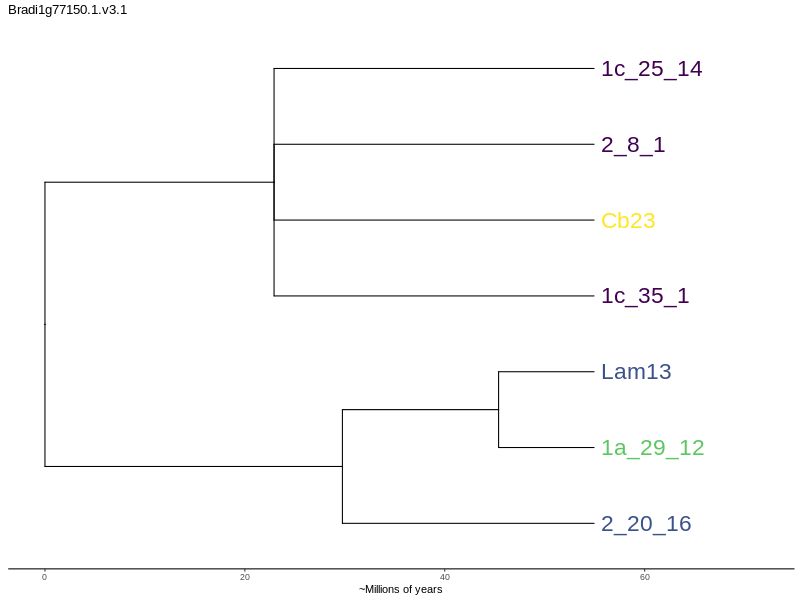 Bradi1g77150.1.v3.1
1c_25_14
2_8_1
Cb23
1c_35_1
Lam13
1a_29_12
2_20_16
0 20 40 60
~Millions of years